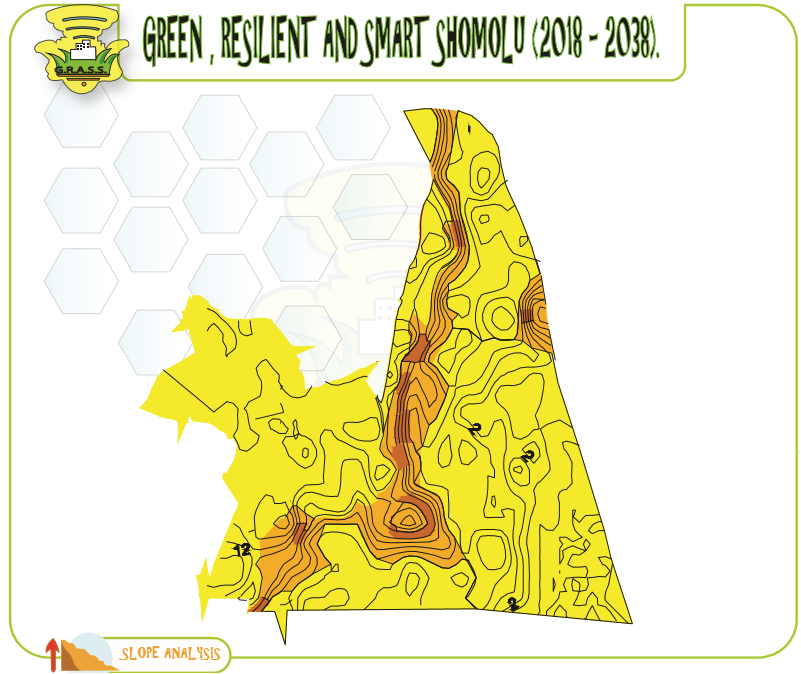 GREEN , RESILIENT AND SMART SHOMOLU (2018 - 2038).
G.R.A.S.S.
2
2
12
2
SLOPE ANALYSIS